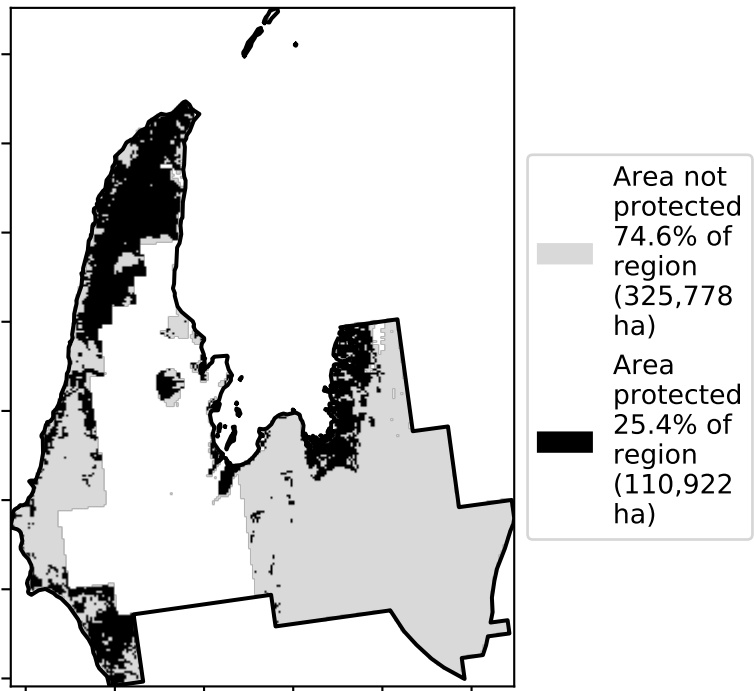 Area not
protected
74.6% of
region
(325,778
ha)
Area
protected
25.4% of
region
(110,922
ha)